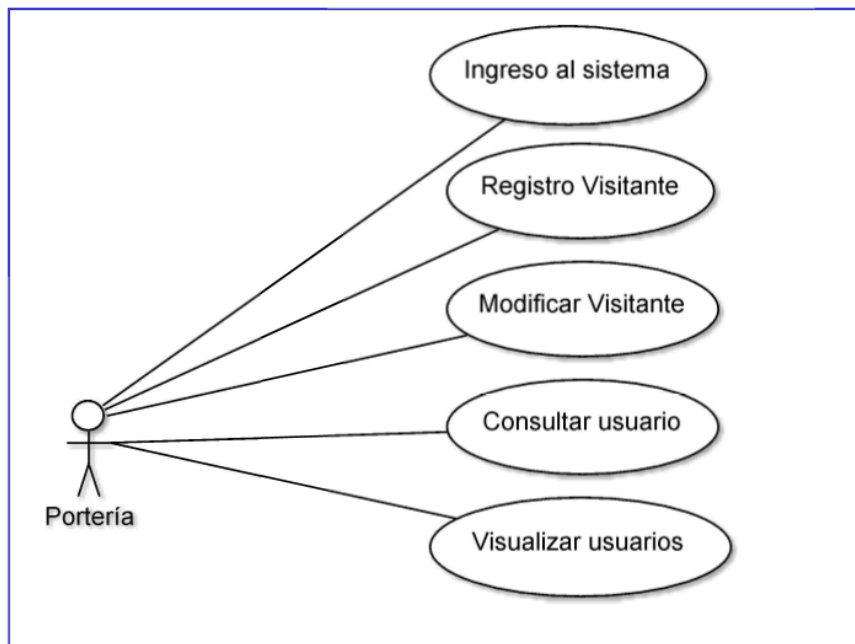 Ingreso al sistema
Registro Visitante
Modificar Visitante
Consultar usuario
Visualizar usuarios
Portería